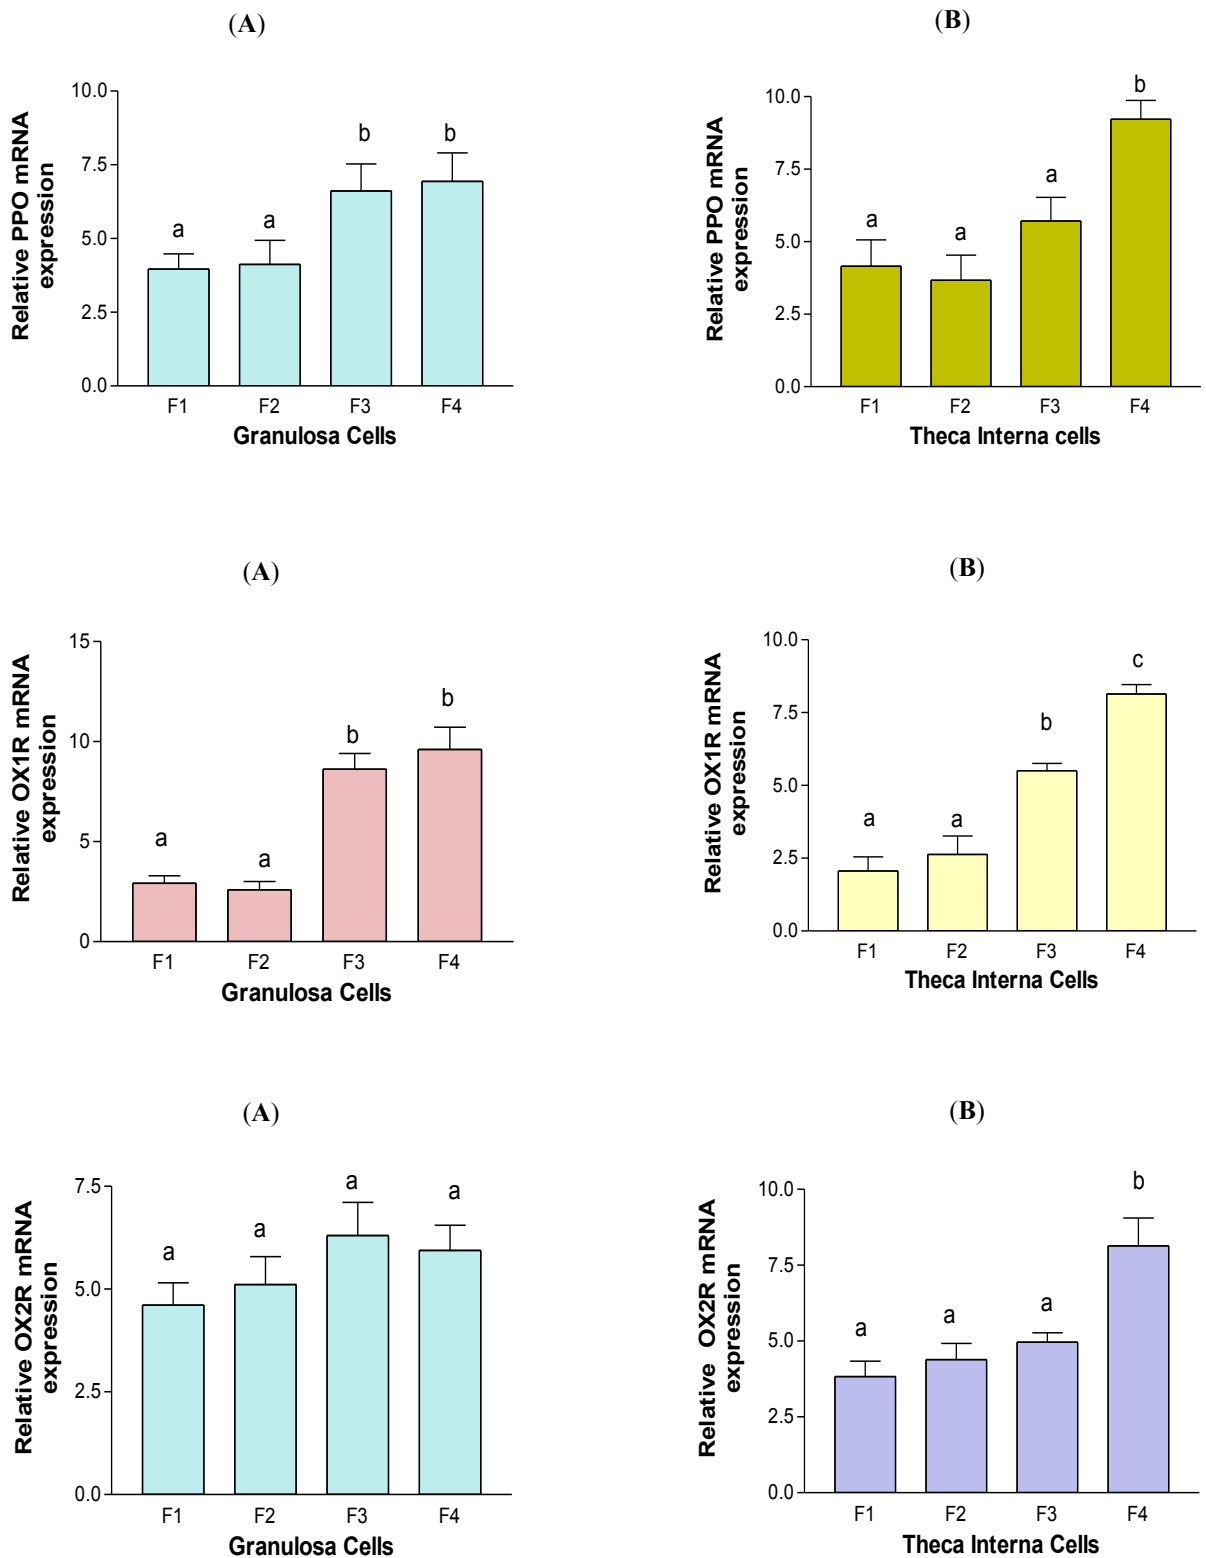 (A)
Relative PPO mRNA
expression
10.0
7.5
5.0
2.5
0.0
a
a
b
b
F1 F2 F3 F4
Granulosa Cells
(B)
Relative PPO mRNA
expression
10.0
7.5
5.0
2.5
0.0
a
a
a
b
F1 F2 F3 F4
Theca Interna cells
(A)
Relative OX1R mRNA
expression
15
10
5
0
a
a
b
b
F1 F2 F3 F4
Granulosa Cells
(B)
Relative OX1R mRNA
expression
10.0
7.5
5.0
2.5
0.0
a
a
b
c
F1 F2 F3 F4
Theca Interna Cells
(A)
Relative OX2R mRNA
expression
7.5
5.0
2.5
0.0
a
a
a
a
F1 F2 F3 F4
Granulosa Cells
(B)
Relative OX2R mRNA
expression
10.0
7.5
5.0
2.5
0.0
a
a
a
b
F1 F2 F3 F4
Theca Interna Cells